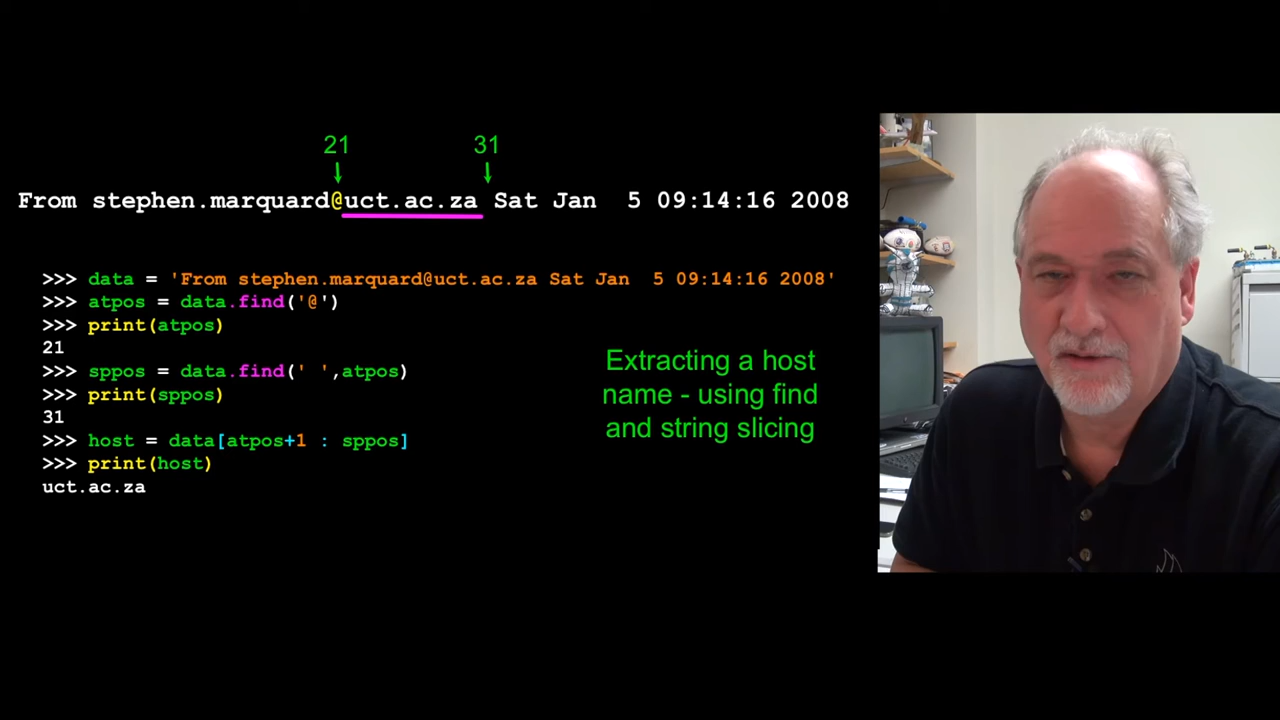 21 31
From stephen.marquard@uct.ac.za Sat Jan  5 09:14:16 2008
>>> data = 'From stephen.marquard@uct.ac.za Sat Jan  5 09:14:16 2008'
>>> atpos = data.find('@')
>>> print(atpos)
21
>>> sppos = data.find(' ',atpos)
>>> print(sppos)
31
>>> host = data[atpos+1 : sppos]
>>> print(host)
uct.ac.za
Extracting a host
name - using find
and string slicing